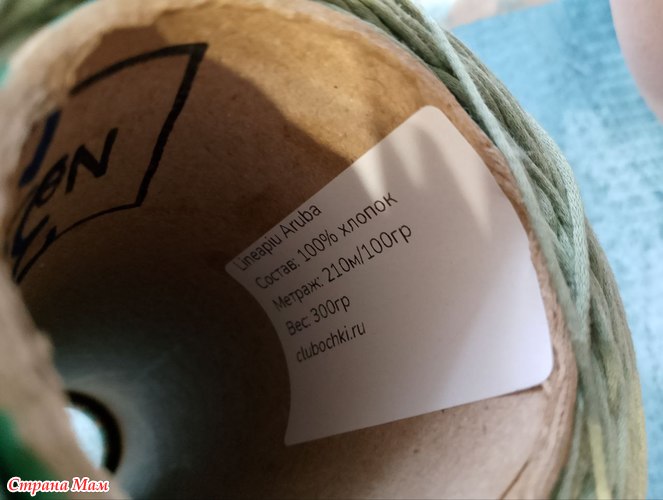 Lineapiu Aruba
Состав: 100% хлопок
Метраж: 210м/100гр
Вес: 300гр
clubochki.ru
Страна Мам